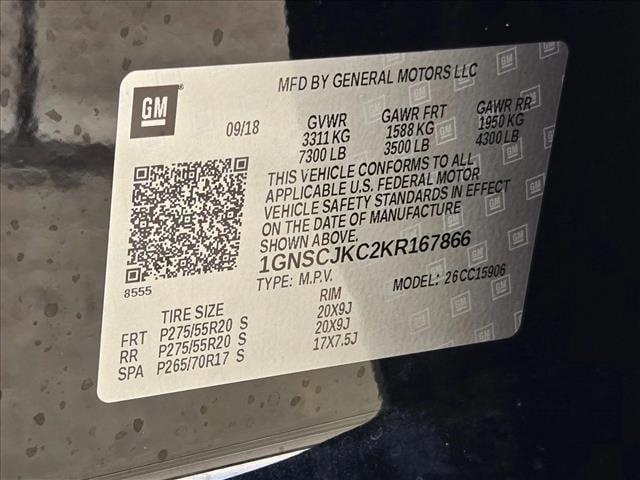 MFD BY GENERAL MOTORS LLC
GM
09/18
GVWR GAWR FRT GAWR RR
3311 KG 1588 KG 1950 KG
7300 LB 3500 LB 4300 LB
THIS VEHICLE CONFORMS TO ALL
APPLICABLE U.S. FEDERAL MOTOR
VEHICLE SAFETY STANDARDS IN EFFECT
ON THE DATE OF MANUFACTURE
SHOWN ABOVE.
1GNSCJKC2KR167866
TYPE: M.P.V. MODEL: 26CC15906
8555
TIRE SIZE RIM
FRT P275/55R20 S 20X9J
RR P275/55R20 S 20X9J
SPA P265/70R17 S 17X7.5J